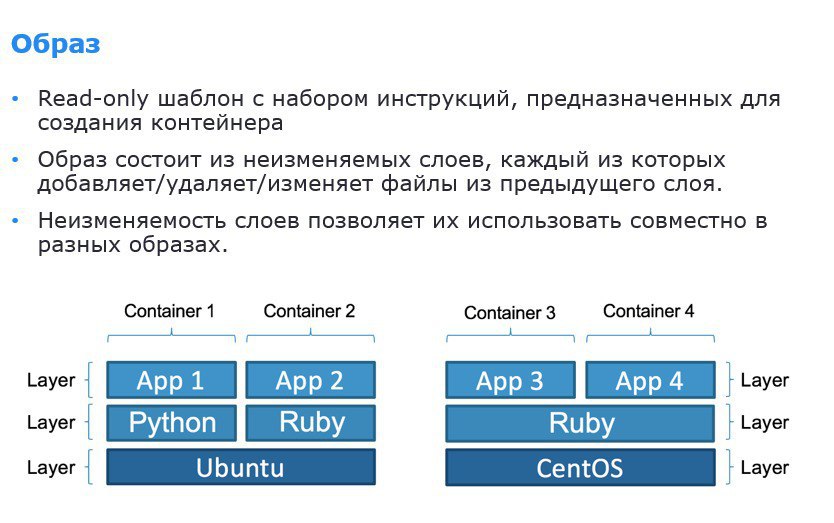 Образ
• Read-only шаблон с набором инструкций, предназначенных для
создания контейнера
• Образ состоит из неизменяемых слоев, каждый из которых
добавляет/удаляет/изменяет файлы из предыдущего слоя.
• Неизменяемость слоев позволяет их использовать совместно в
разных образах.
Container 1 Container 2 Container 3 Container 4
Layer App 1 App 2 App 3 App 4 Layer
Layer Python Ruby Ruby Layer
Layer Ubuntu CentOS Layer